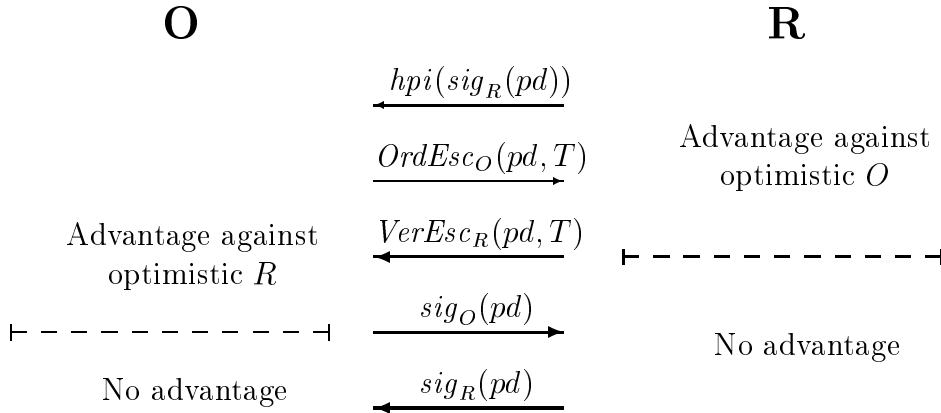 O R
hpi(sig_R(pd))
Advantage against
optimistic O
OrdEsc_O(pd, T)
VerEsc_R(pd, T)
Advantage against
optimistic R
sig_O(pd)
No advantage
sig_R(pd)
No advantage